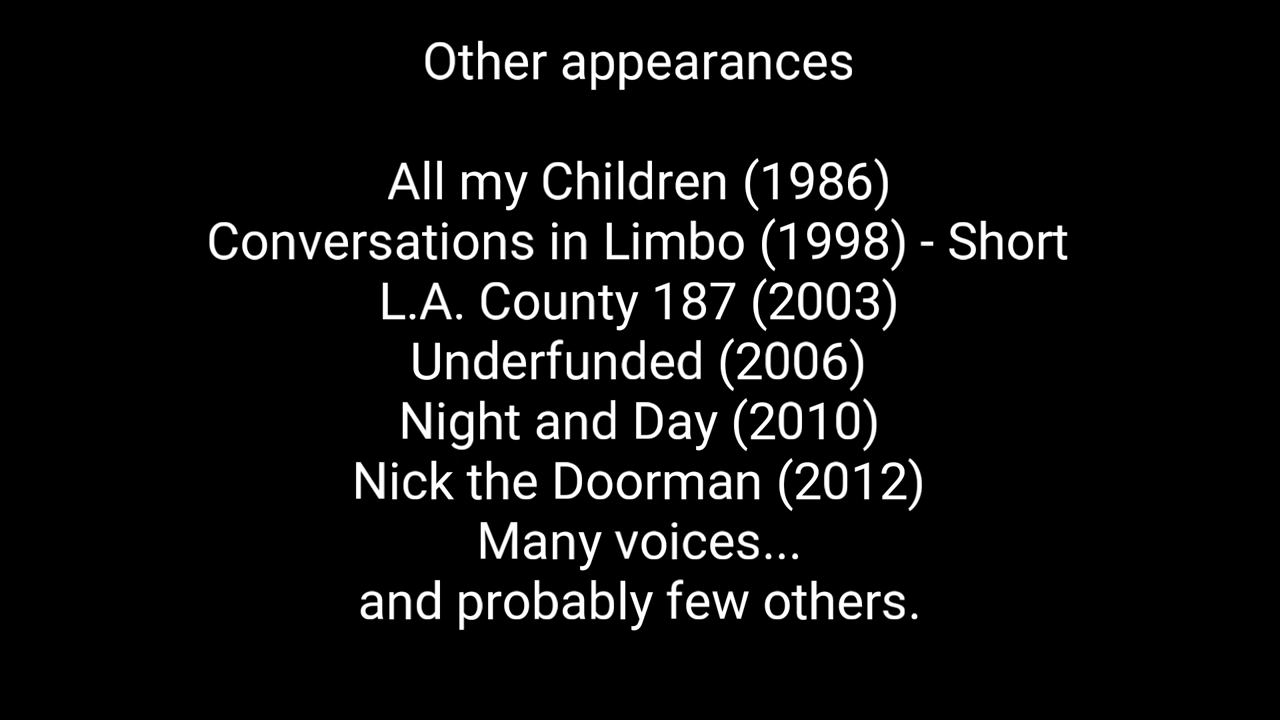 Other appearances
All my Children (1986)
Conversations in Limbo (1998) - Short
L.A. County 187 (2003)
Underfunded (2006)
Night and Day (2010)
Nick the Doorman (2012)
Many voices...
and probably few others.